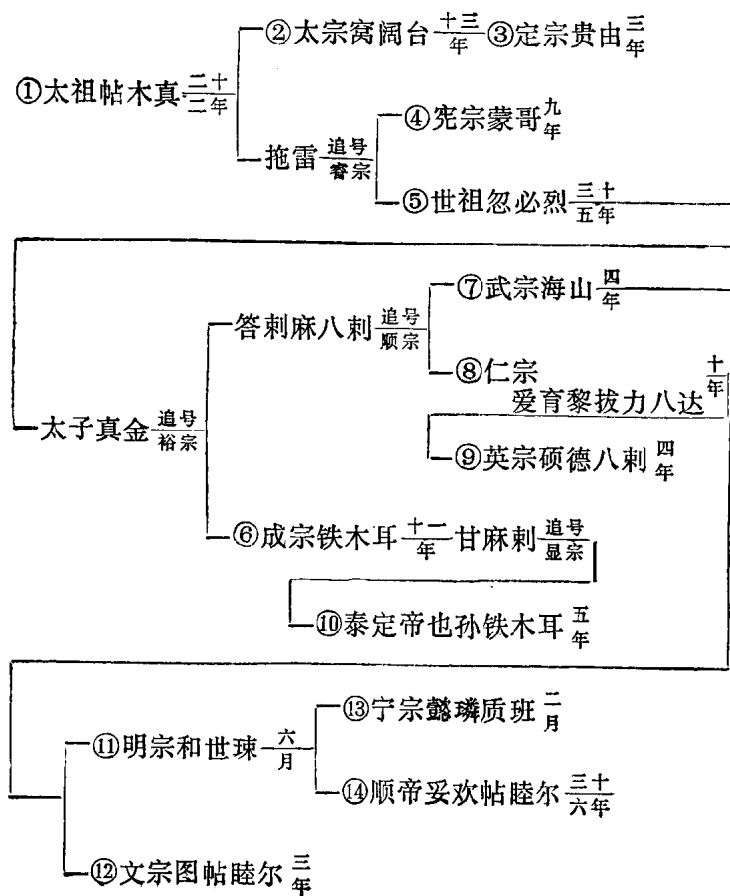 ②太宗窝阔台 十三年 ③定宗贵由 三年
①太祖帖木真 二十二年
④宪宗蒙哥 九年
拖雷 追号睿宗
⑤世祖忽必烈 三十五年
⑦武宗海山 四年
答剌麻八剌 追号顺宗
⑧仁宗 爱育黎拔力八达 十年
太子真金 追号裕宗
⑨英宗硕德八剌 四年
⑥成宗铁木耳 十二年 甘麻剌 追号显宗
⑩泰定帝也孙铁木耳 五年
⑬宁宗懿璘质班 二月
⑪明宗和世㻋 六月
⑭顺帝妥欢帖睦尔 三十六年
⑫文宗图帖睦尔 三年